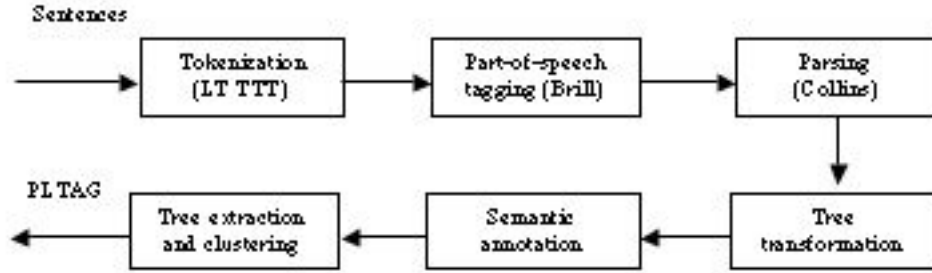 Sentences
Tokenization
(LT TTT)
Part-of-speech
tagging (Brill)
Parsing
(Collins)
Tree
transformation
Semantic
annotation
Tree extraction
and clustering
PLTAG